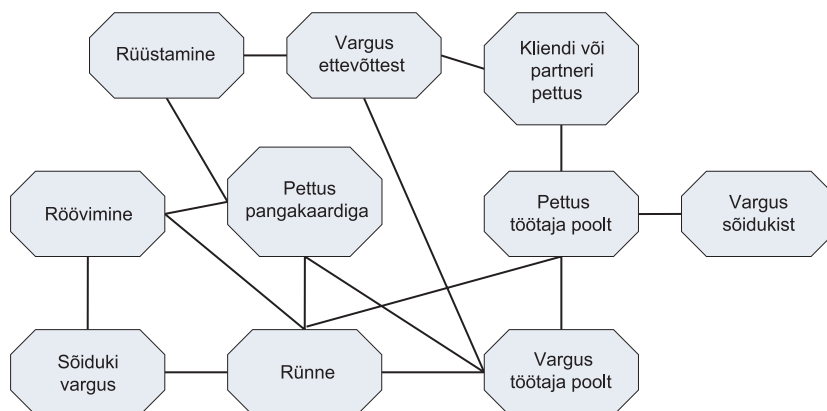 Rüüstamine
Vargus
ettevõttest
Kliendi või
partneri
pettus
Röövimine
Pettus
pangakaardiga
Pettus
töötaja poolt
Vargus
sõidukist
Sõiduki
vargus
Rünne
Vargus
töötaja poolt